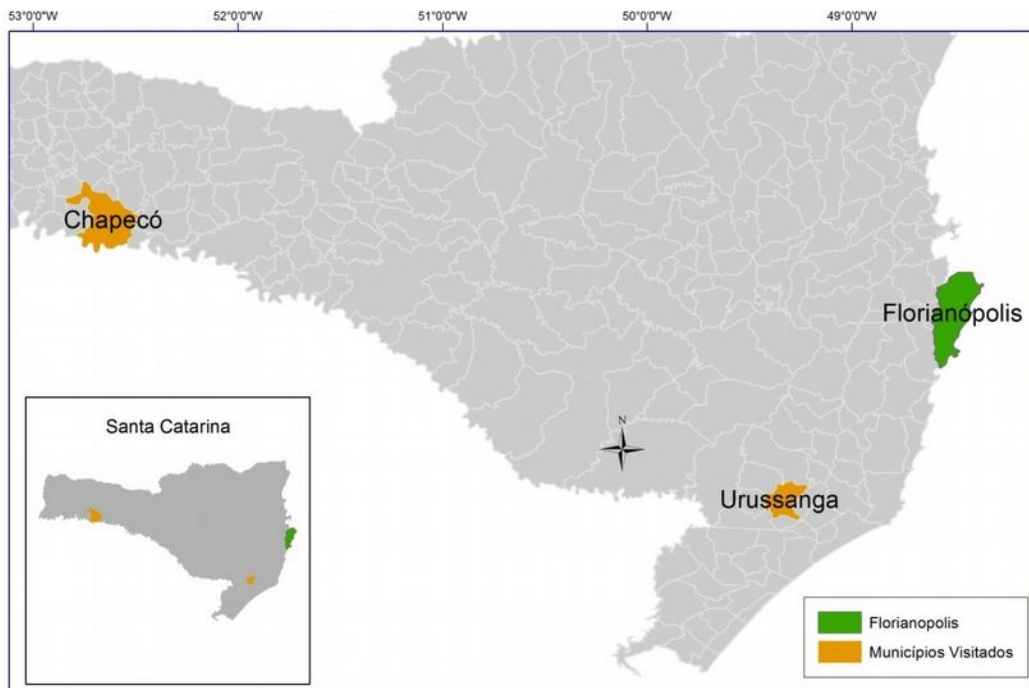 53°0'0"W 52°0'0"W 51°0'0"W 50°0'0"W 49°0'0"W
Chapecó
Florianópolis
Santa Catarina
N
Urussanga
Florianopolis
Municípios Visitados